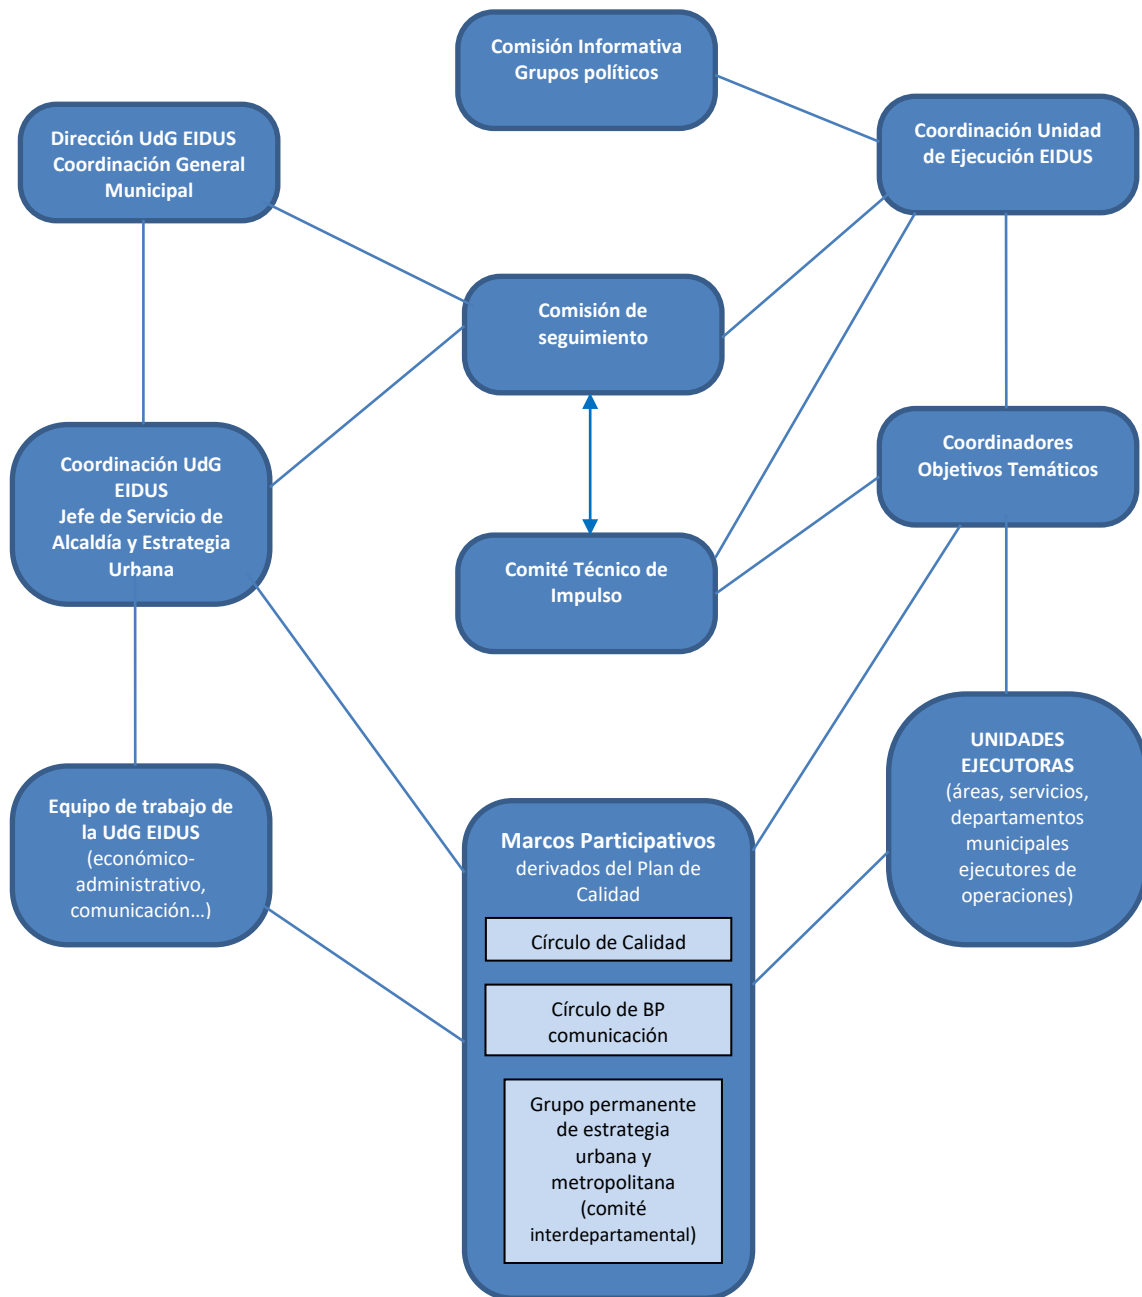 Comisión Informativa
Grupos políticos
Dirección UdG EIDUS
Coordinación General
Municipal
Coordinación Unidad
de Ejecución EIDUS
Comisión de
seguimiento
Coordinación UdG
EIDUS
Jefe de Servicio de
Alcaldía y Estrategia
Urbana
Coordinadores
Objetivos Temáticos
Comité Técnico de
Impulso
Equipo de trabajo de
la UdG EIDUS
(económico-
administrativo,
comunicación…)
UNIDADES
EJECUTORAS
(áreas, servicios,
departamentos
municipales
ejecutores de
operaciones)
Marcos Participativos
derivados del Plan de
Calidad
Círculo de Calidad
Círculo de BP
comunicación
Grupo permanente
de estrategia
urbana y
metropolitana
(comité
interdepartamental)